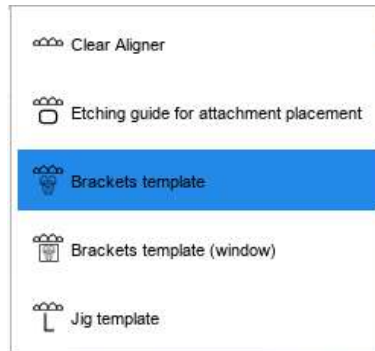 Clear Aligner
Etching guide for attachment placement
Brackets template
Brackets template (window)
Jig template